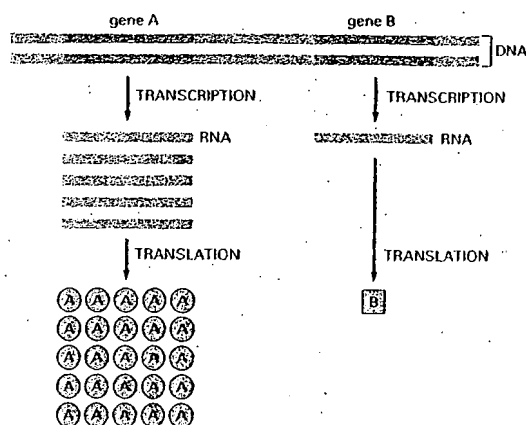 gene A gene B
DNA
TRANSCRIPTION TRANSCRIPTION
RNA RNA
TRANSLATION TRANSLATION
A A A A A B
A A A A A
A A A A A
A A A A A
A A A A A